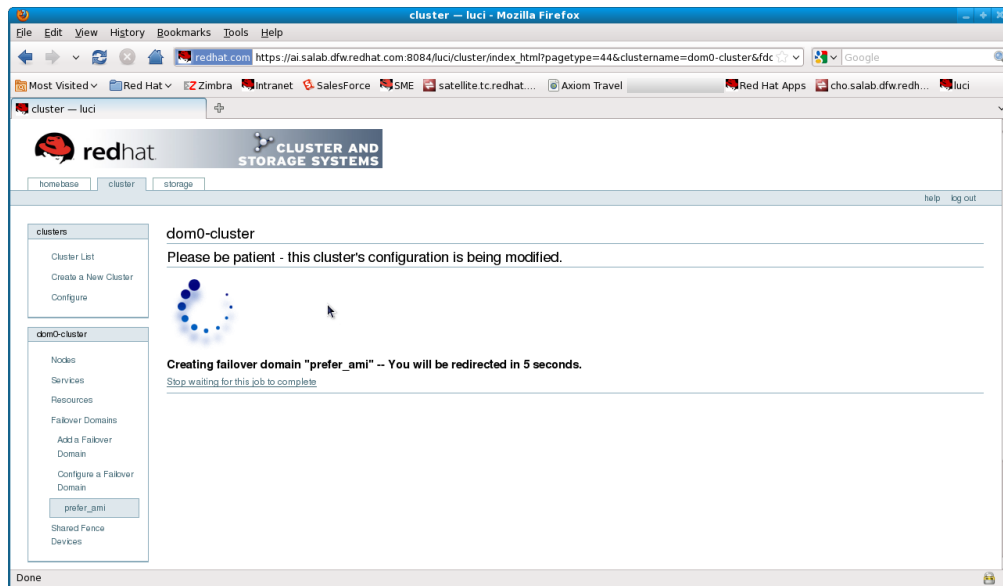 cluster — luci - Mozilla Firefox
File Edit View History Bookmarks Tools Help
redhat.com https://ai.salab.dfw.redhat.com:8084/luci/cluster/index_html?pagetype=44&clustername=dom0-cluster&fdc Google
Most Visited Red Hat Zimbra Intranet SalesForce SME satellite.tc.redhat.... Axiom Travel Red Hat Apps cho.salab.dfw.redh... luci
cluster — luci
redhat. CLUSTER AND
STORAGE SYSTEMS
homebase cluster storage
help log out
clusters
Cluster List
Create a New Cluster
Configure
dom0-cluster
Nodes
Services
Resources
Failover Domains
Add a Failover
Domain
Configure a Failover
Domain
prefer_ami
Shared Fence
Devices
dom0-cluster
Please be patient - this cluster's configuration is being modified.
Creating failover domain "prefer_ami" -- You will be redirected in 5 seconds.
Stop waiting for this job to complete
Done